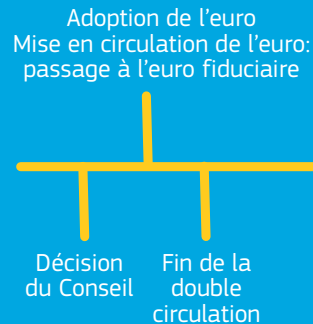 Adoption de l’euro
Mise en circulation de l’euro:
passage à l’euro fiduciaire
Décision
du Conseil
Fin de la
double
circulation